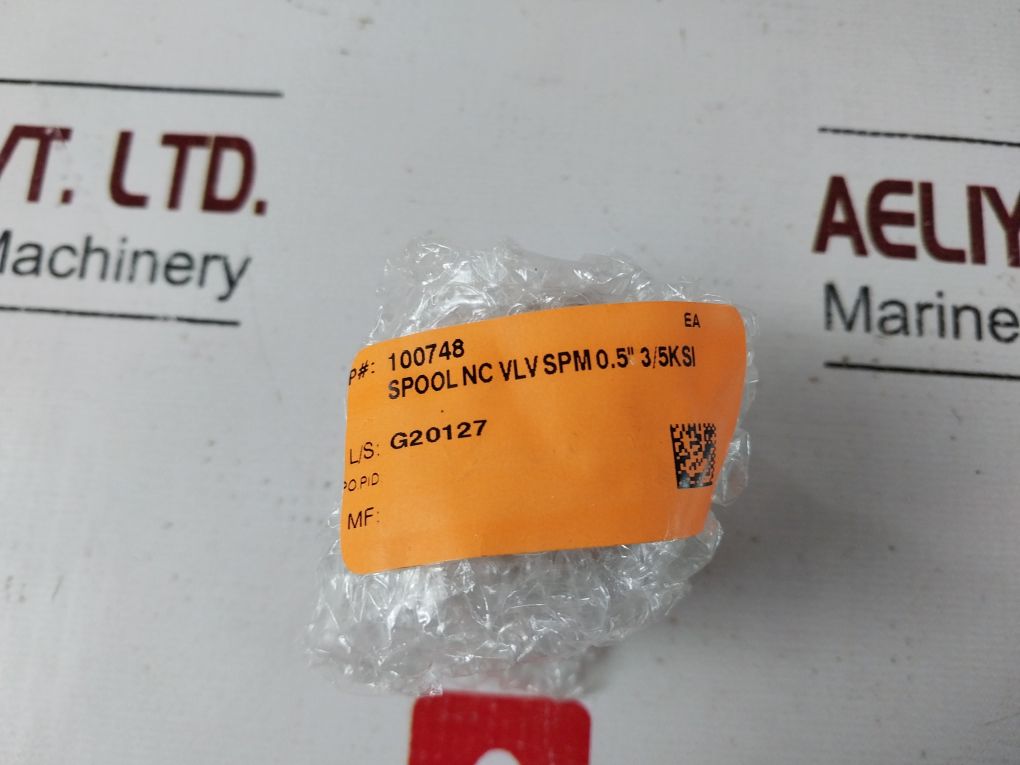 VT. LTD.
Machinery
AELIY
Marine
EA
P#: 100748
SPOOL NC VLV SPM 0.5" 3/5KSI
L/S: G20127
PO.PID
MF: